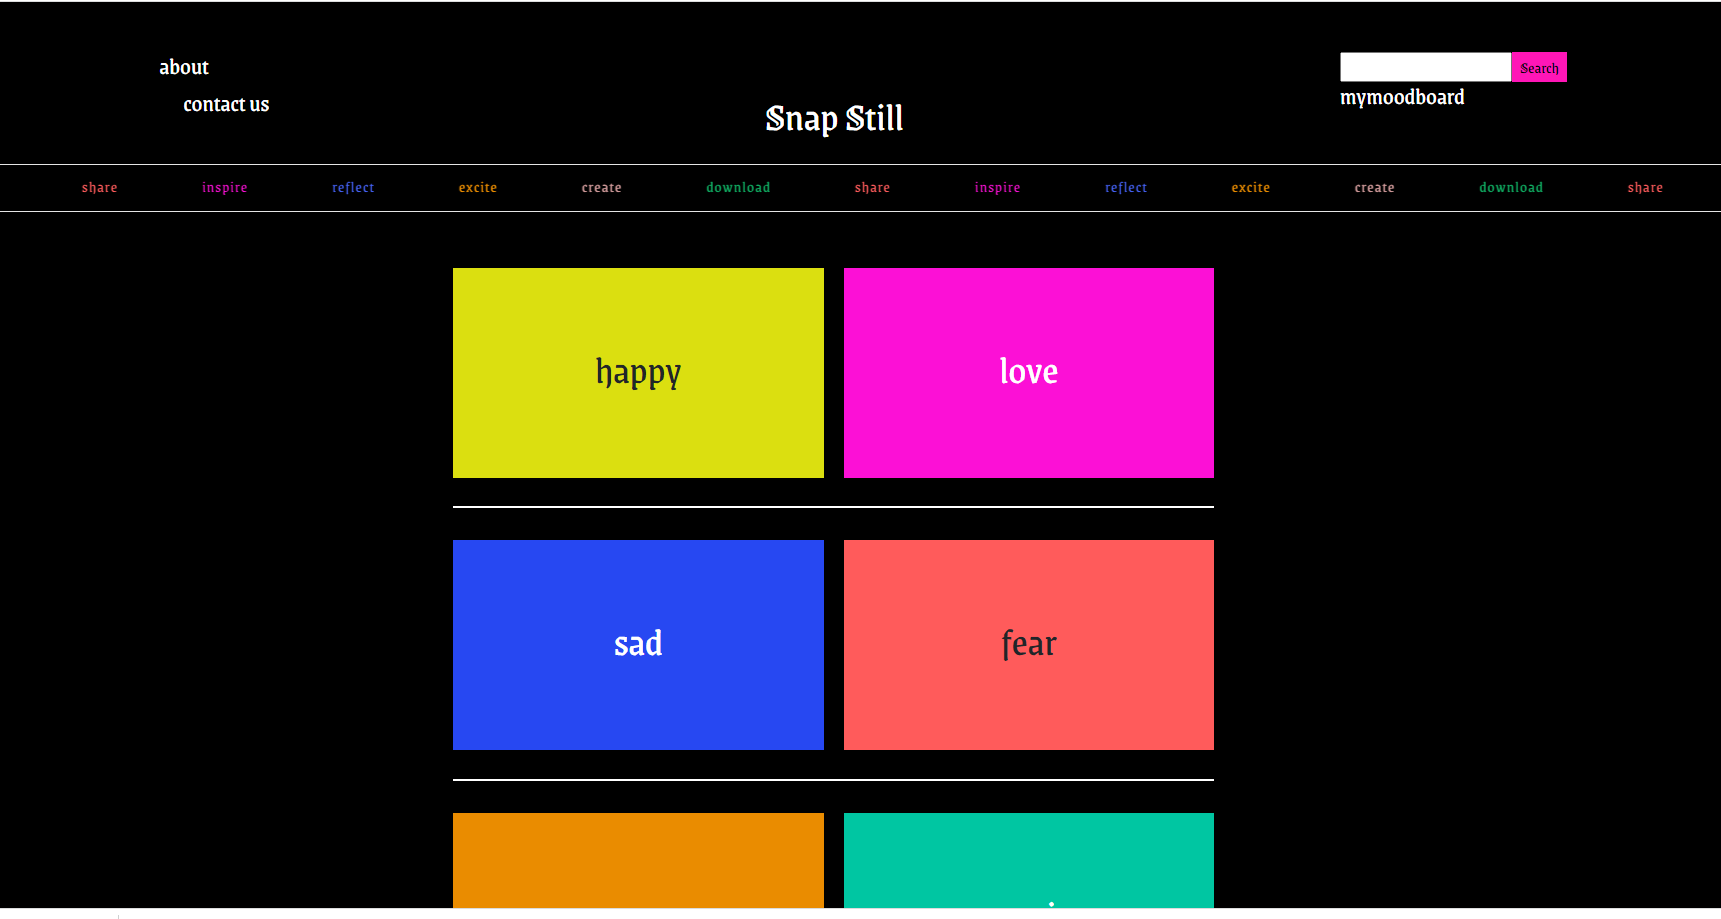 about
contact us
Snap Still
Search
mymoodboard
share inspire reflect excite create download share inspire reflect excite create download share
happy love
sad fear